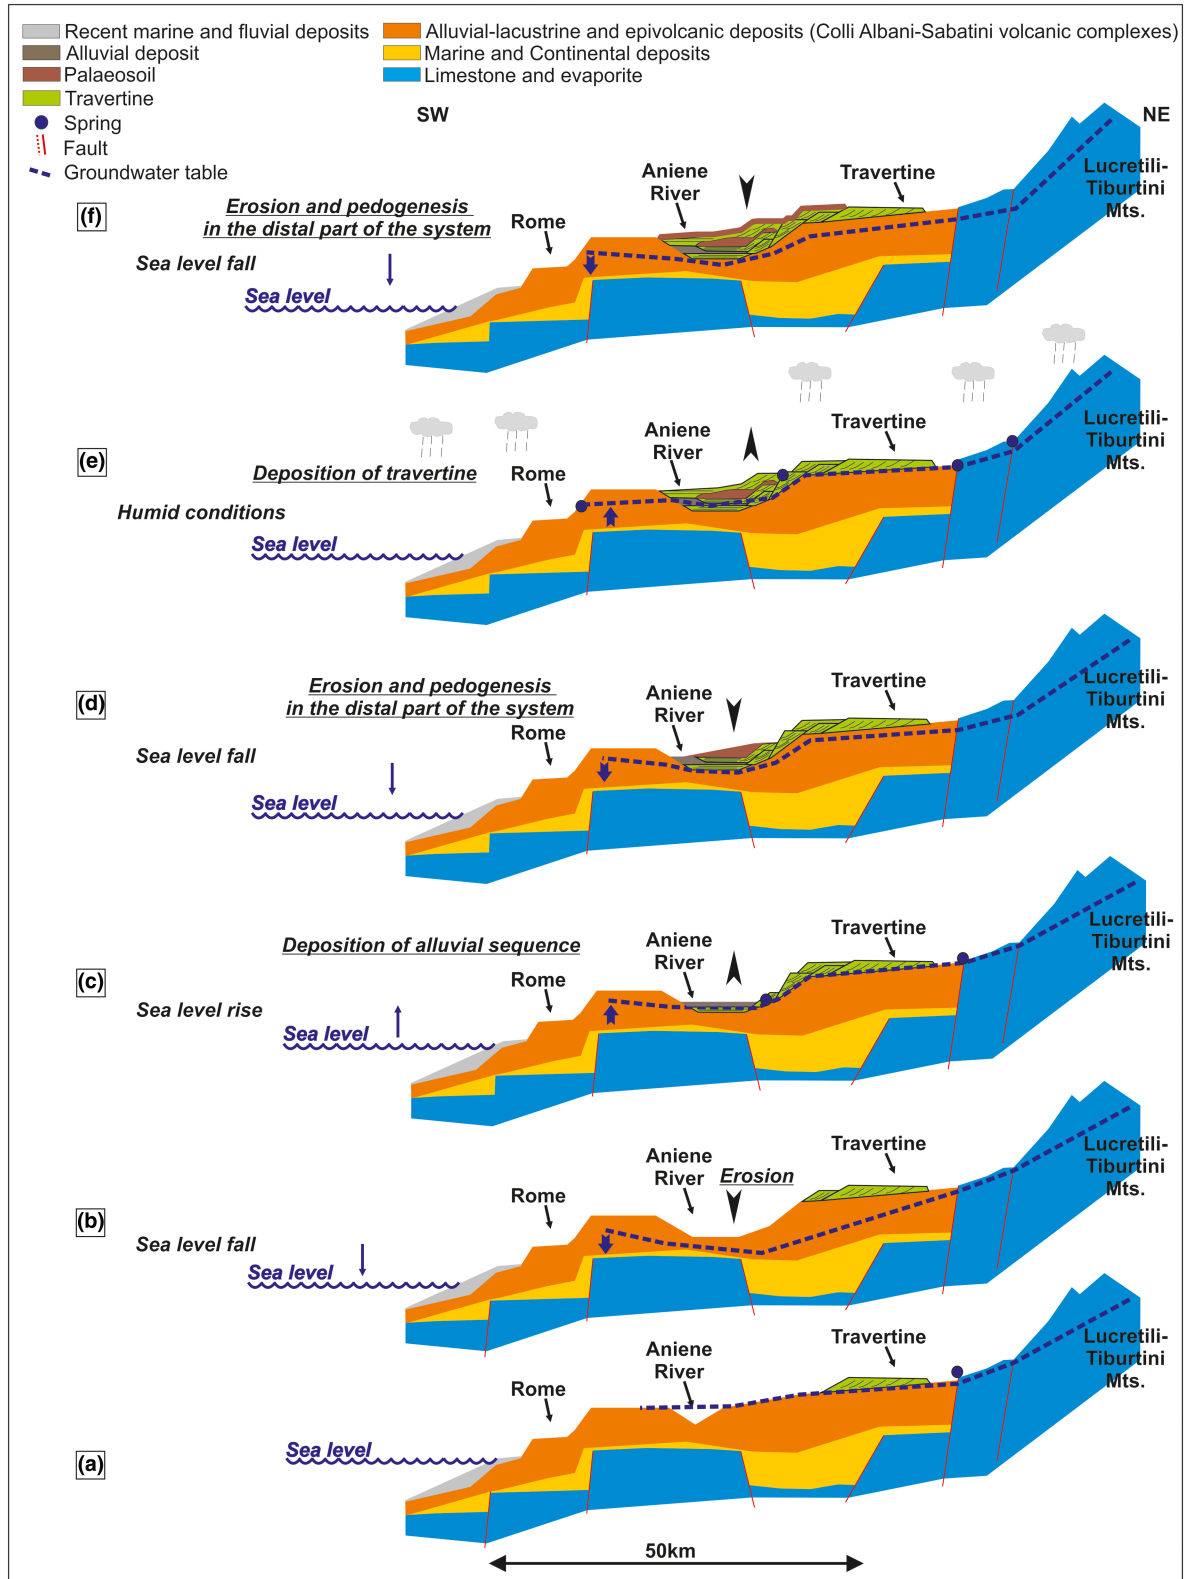 Recent marine and fluvial deposits
Alluvial deposit
Palaeosoil
Travertine
Spring
Fault
Groundwater table
Alluvial-lacustrine and epivolcanic deposits (Colli Albani-Sabatini volcanic complexes)
Marine and Continental deposits
Limestone and evaporite
SW
NE
(f)
Erosion and pedogenesis
in the distal part of the system
Sea level fall
Sea level
Rome
Aniene
River
Travertine
Lucretili-
Tiburtini
Mts.
(e)
Deposition of travertine
Humid conditions
Sea level
Rome
Aniene
River
Travertine
Lucretili-
Tiburtini
Mts.
(d)
Erosion and pedogenesis
in the distal part of the system
Sea level fall
Sea level
Rome
Aniene
River
Travertine
Lucretili-
Tiburtini
Mts.
(c)
Deposition of alluvial sequence
Sea level rise
Sea level
Rome
Aniene
River
Travertine
Lucretili-
Tiburtini
Mts.
(b)
Sea level fall
Sea level
Rome
Aniene
River
Erosion
Travertine
Lucretili-
Tiburtini
Mts.
(a)
Sea level
Rome
Aniene
River
Travertine
Lucretili-
Tiburtini
Mts.
50km